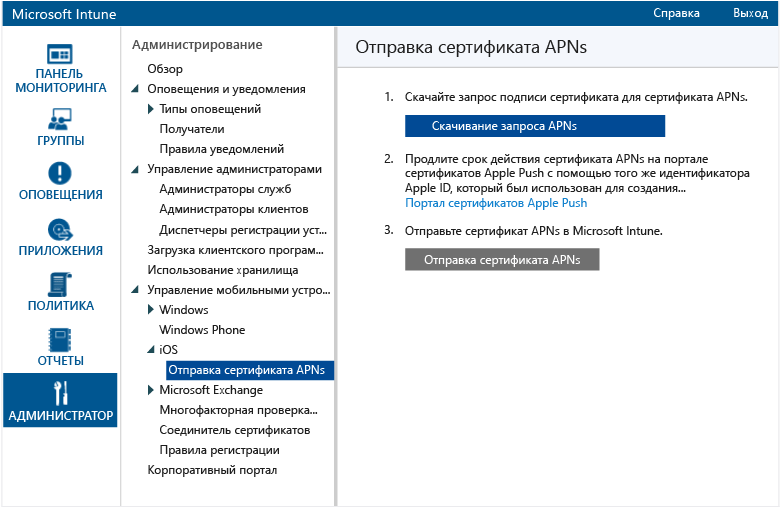 Microsoft Intune
Справка
Выход
ПАНЕЛЬ
МОНИТОРИНГА
ГРУППЫ
ОПОВЕЩЕНИЯ
ПРИЛОЖЕНИЯ
ПОЛИТИКА
ОТЧЕТЫ
АДМИНИСТРАТОР
Администрирование
Обзор
Оповещения и уведомления
Типы оповещений
Получатели
Правила уведомлений
Управление администраторами
Администраторы служб
Администраторы клиентов
Диспетчеры регистрации уст...
Загрузка клиентского програм...
Использование хранилища
Управление мобильными устро...
Windows
Windows Phone
iOS
Отправка сертификата APNs
Microsoft Exchange
Многофакторная проверка...
Соединитель сертификатов
Правила регистрации
Корпоративный портал
Отправка сертификата APNs
1. Скачайте запрос подписи сертификата для сертификата APNs.
Скачивание запроса APNs
2. Продлите срок действия сертификата APNs на портале
сертификатов Apple Push с помощью того же идентификатора
Apple ID, который был использован для создания...
Портал сертификатов Apple Push
3. Отправьте сертификат APNs в Microsoft Intune.
Отправка сертификата APNs